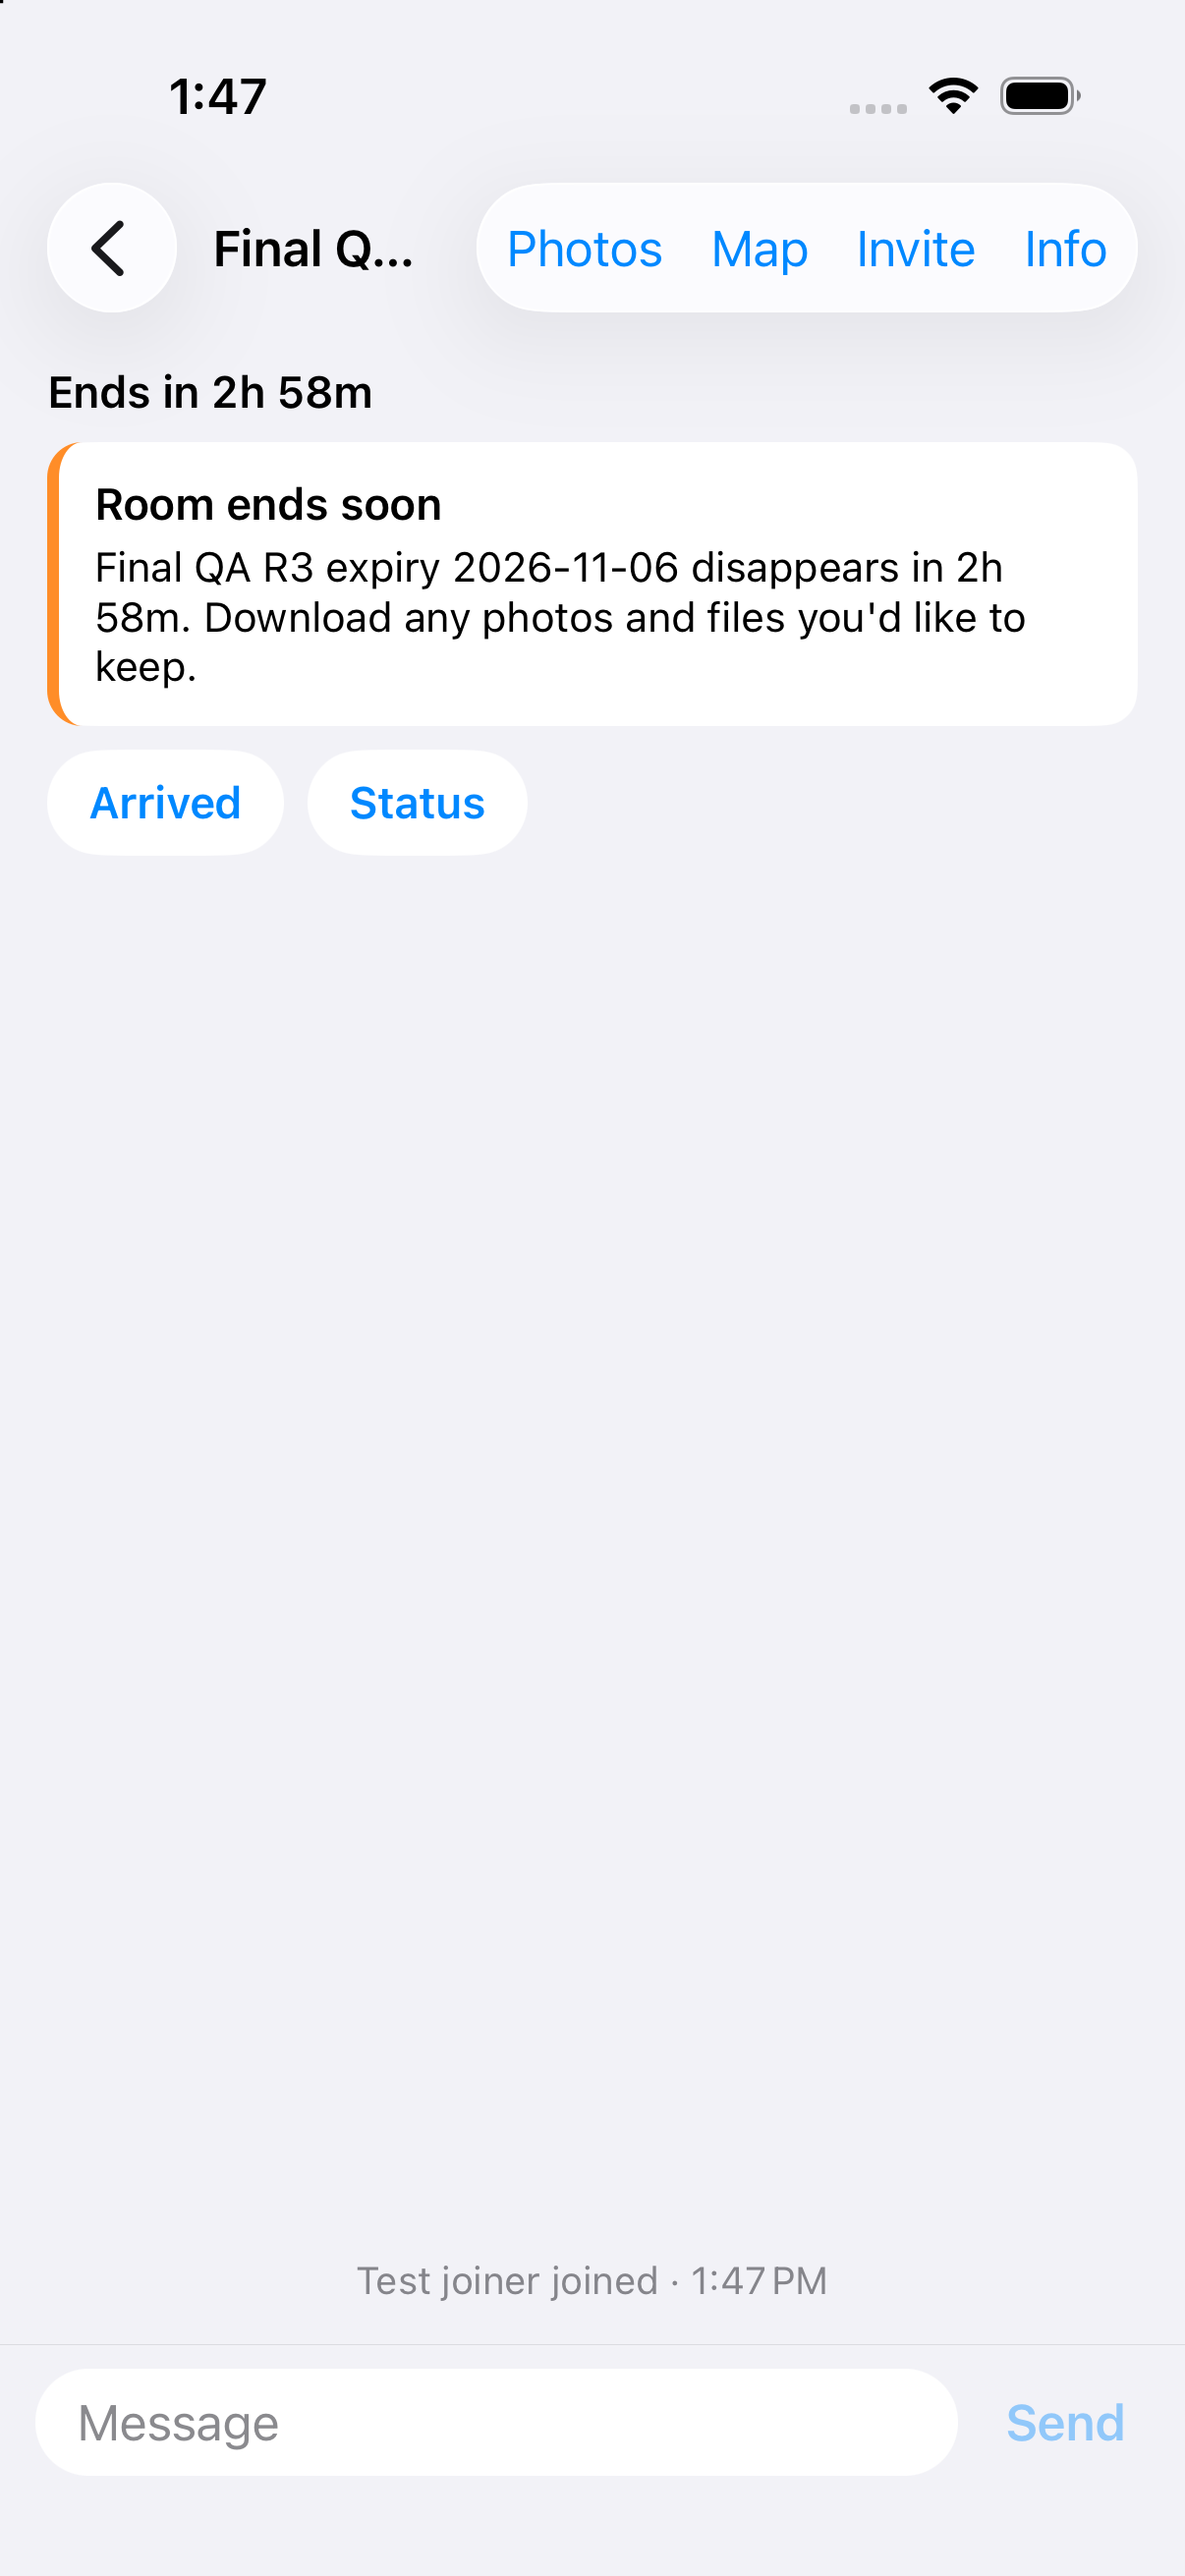 1:47
Final Q...
Photos Map Invite Info
Ends in 2h 58m
Room ends soon
Final QA R3 expiry 2026-11-06 disappears in 2h
58m. Download any photos and files you'd like to
keep.
Arrived Status
Test joiner joined · 1:47 PM
Message Send